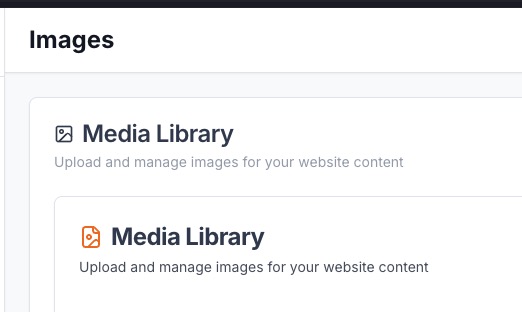 Images
Media Library
Upload and manage images for your website content
Media Library
Upload and manage images for your website content